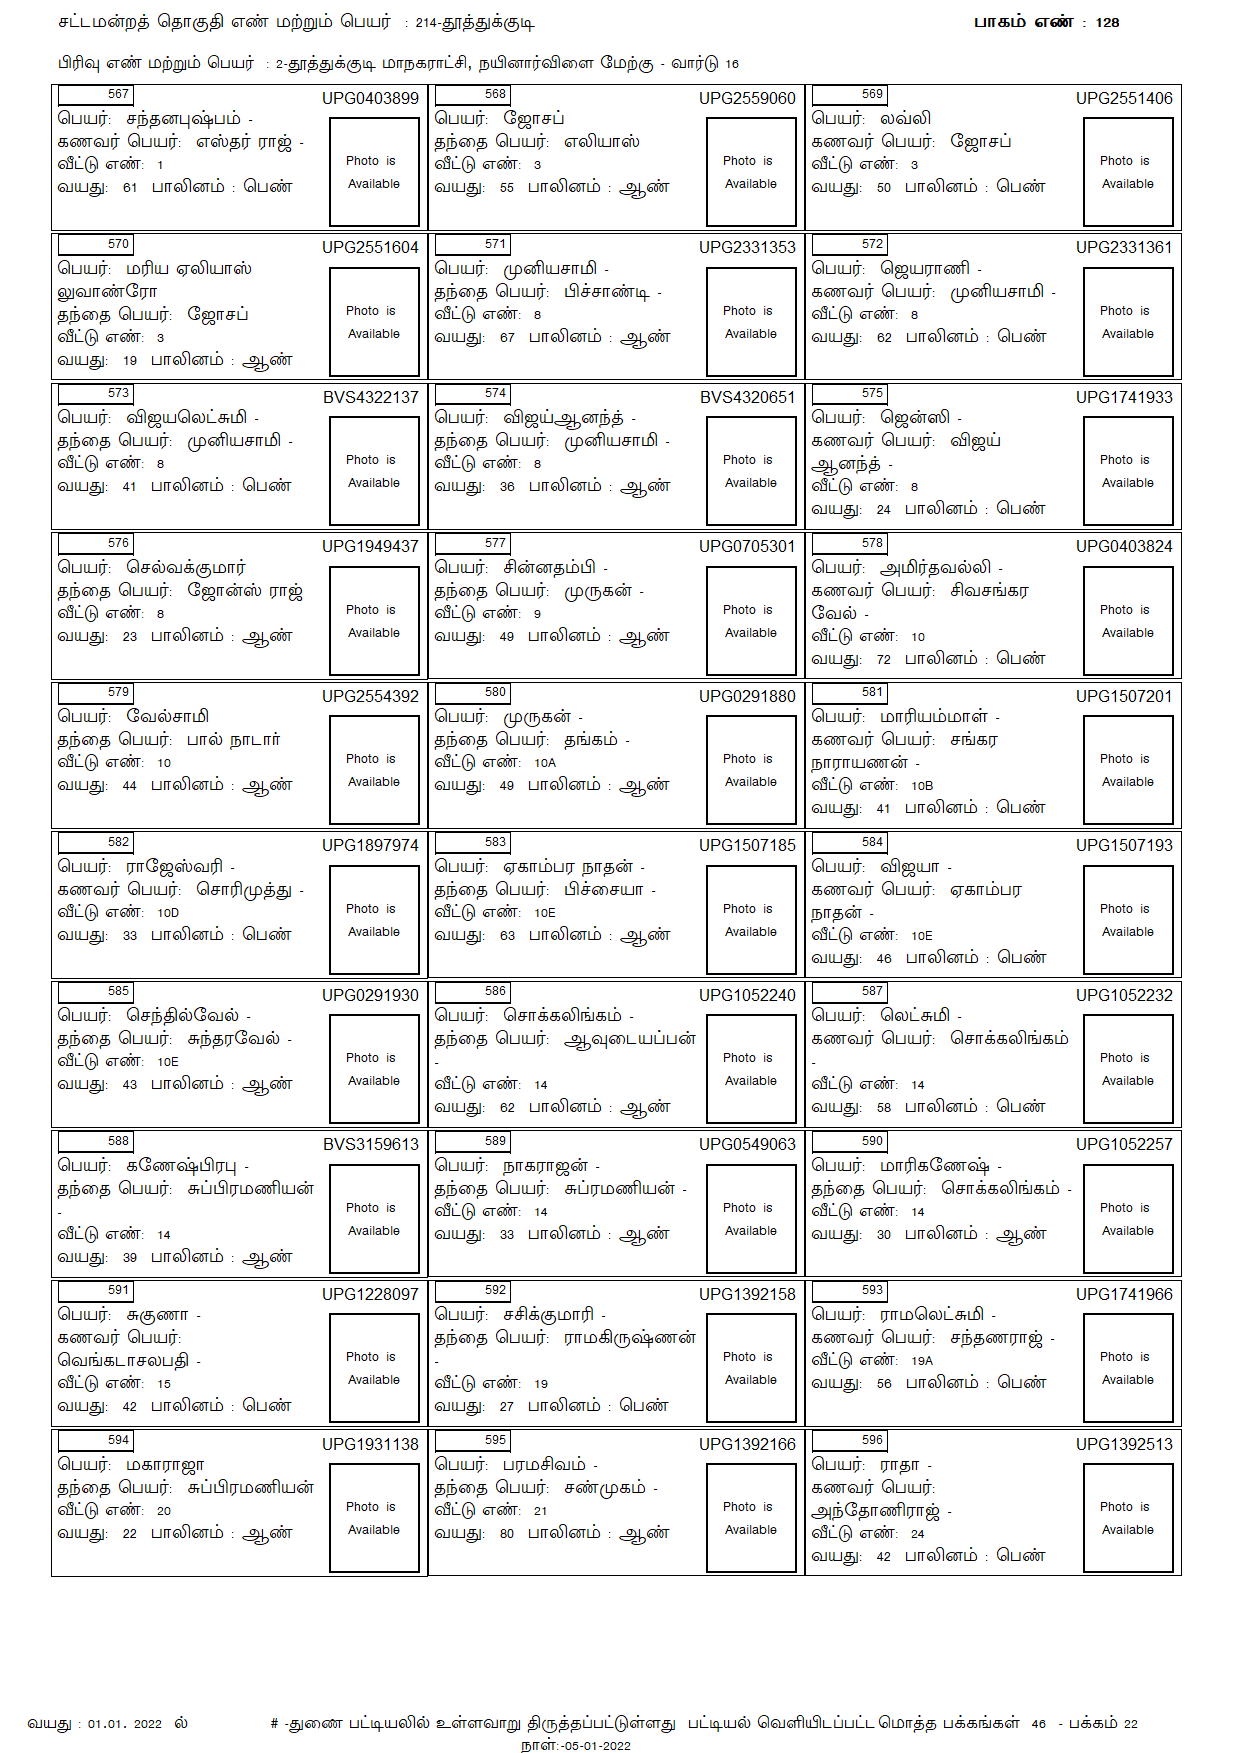 சட்டமன்றத் தொகுதி எண் மற்றும் பெயர் : 214-தூத்துக்குடி பாகம் எண் : 128
பிரிவு எண் மற்றும் பெயர் : 2-தூத்துக்குடி மாநகராட்சி, நயினார்விளை மேற்கு - வார்டு 16
567 UPG0403899
பெயர்: சந்தனபுஷ்பம் -
கணவர் பெயர்: எஸ்தர் ராஜ் -
வீட்டு எண்: 1
வயது: 61 பாலினம் : பெண்
Photo is
Available
568 UPG2559060
பெயர்: ஜோசப்
தந்தை பெயர்: எலியாஸ்
வீட்டு எண்: 3
வயது: 55 பாலினம் : ஆண்
Photo is
Available
569 UPG2551406
பெயர்: லவ்லி
கணவர் பெயர்: ஜோசப்
வீட்டு எண்: 3
வயது: 50 பாலினம் : பெண்
Photo is
Available
570 UPG2551604
பெயர்: மரிய ஏலியாஸ்
லுவாண்ரோ
தந்தை பெயர்: ஜோசப்
வீட்டு எண்: 3
வயது: 19 பாலினம் : ஆண்
Photo is
Available
571 UPG2331353
பெயர்: முனியசாமி -
தந்தை பெயர்: பிச்சாண்டி -
வீட்டு எண்: 8
வயது: 67 பாலினம் : ஆண்
Photo is
Available
572 UPG2331361
பெயர்: ஜெயராணி -
கணவர் பெயர்: முனியசாமி -
வீட்டு எண்: 8
வயது: 62 பாலினம் : பெண்
Photo is
Available
573 BVS4322137
பெயர்: விஜயலெட்சுமி -
தந்தை பெயர்: முனியசாமி -
வீட்டு எண்: 8
வயது: 41 பாலினம் : பெண்
Photo is
Available
574 BVS4320651
பெயர்: விஜய்ஆனந்த் -
தந்தை பெயர்: முனியசாமி -
வீட்டு எண்: 8
வயது: 36 பாலினம் : ஆண்
Photo is
Available
575 UPG1741933
பெயர்: ஜென்ஸி -
கணவர் பெயர்: விஜய்
ஆனந்த் -
வீட்டு எண்: 8
வயது: 24 பாலினம் : பெண்
Photo is
Available
576 UPG1949437
பெயர்: செல்வக்குமார்
தந்தை பெயர்: ஜோன்ஸ் ராஜ்
வீட்டு எண்: 8
வயது: 23 பாலினம் : ஆண்
Photo is
Available
577 UPG0705301
பெயர்: சின்னதம்பி -
தந்தை பெயர்: முருகன் -
வீட்டு எண்: 9
வயது: 49 பாலினம் : ஆண்
Photo is
Available
578 UPG0403824
பெயர்: அமிர்தவல்லி -
கணவர் பெயர்: சிவசங்கர
வேல் -
வீட்டு எண்: 10
வயது: 72 பாலினம் : பெண்
Photo is
Available
579 UPG2554392
பெயர்: வேல்சாமி
தந்தை பெயர்: பால் நாடார்
வீட்டு எண்: 10
வயது: 44 பாலினம் : ஆண்
Photo is
Available
580 UPG0291880
பெயர்: முருகன் -
தந்தை பெயர்: தங்கம் -
வீட்டு எண்: 10A
வயது: 49 பாலினம் : ஆண்
Photo is
Available
581 UPG1507201
பெயர்: மாரியம்மாள் -
கணவர் பெயர்: சங்கர
நாராயணன் -
வீட்டு எண்: 10B
வயது: 41 பாலினம் : பெண்
Photo is
Available
582 UPG1897974
பெயர்: ராஜேஸ்வரி -
கணவர் பெயர்: சொரிமுத்து -
வீட்டு எண்: 10D
வயது: 33 பாலினம் : பெண்
Photo is
Available
583 UPG1507185
பெயர்: ஏகாம்பர நாதன் -
தந்தை பெயர்: பிச்சையா -
வீட்டு எண்: 10E
வயது: 63 பாலினம் : ஆண்
Photo is
Available
584 UPG1507193
பெயர்: விஜயா -
கணவர் பெயர்: ஏகாம்பர
நாதன் -
வீட்டு எண்: 10E
வயது: 46 பாலினம் : பெண்
Photo is
Available
585 UPG0291930
பெயர்: செந்தில்வேல் -
தந்தை பெயர்: சுந்தரவேல் -
வீட்டு எண்: 10E
வயது: 43 பாலினம் : ஆண்
Photo is
Available
586 UPG1052240
பெயர்: சொக்கலிங்கம் -
தந்தை பெயர்: ஆவுடையப்பன்
-
வீட்டு எண்: 14
வயது: 62 பாலினம் : ஆண்
Photo is
Available
587 UPG1052232
பெயர்: லெட்சுமி -
கணவர் பெயர்: சொக்கலிங்கம்
-
வீட்டு எண்: 14
வயது: 58 பாலினம் : பெண்
Photo is
Available
588 BVS3159613
பெயர்: கணேஷ்பிரபு -
தந்தை பெயர்: சுப்பிரமணியன்
-
வீட்டு எண்: 14
வயது: 39 பாலினம் : ஆண்
Photo is
Available
589 UPG0549063
பெயர்: நாகராஜன் -
தந்தை பெயர்: சுப்ரமணியன் -
வீட்டு எண்: 14
வயது: 33 பாலினம் : ஆண்
Photo is
Available
590 UPG1052257
பெயர்: மாரிகணேஷ் -
தந்தை பெயர்: சொக்கலிங்கம் -
வீட்டு எண்: 14
வயது: 30 பாலினம் : ஆண்
Photo is
Available
591 UPG1228097
பெயர்: சுகுணா -
கணவர் பெயர்:
வெங்கடாசலபதி -
வீட்டு எண்: 15
வயது: 42 பாலினம் : பெண்
Photo is
Available
592 UPG1392158
பெயர்: சசிக்குமாரி -
தந்தை பெயர்: ராமகிருஷ்ணன்
-
வீட்டு எண்: 19
வயது: 27 பாலினம் : பெண்
Photo is
Available
593 UPG1741966
பெயர்: ராமலெட்சுமி -
கணவர் பெயர்: சந்தணராஜ் -
வீட்டு எண்: 19A
வயது: 56 பாலினம் : பெண்
Photo is
Available
594 UPG1931138
பெயர்: மகாராஜா
தந்தை பெயர்: சுப்பிரமணியன்
வீட்டு எண்: 20
வயது: 22 பாலினம் : ஆண்
Photo is
Available
595 UPG1392166
பெயர்: பரமசிவம் -
தந்தை பெயர்: சண்முகம் -
வீட்டு எண்: 21
வயது: 80 பாலினம் : ஆண்
Photo is
Available
596 UPG1392513
பெயர்: ராதா -
கணவர் பெயர்:
அந்தோணிராஜ் -
வீட்டு எண்: 24
வயது: 42 பாலினம் : பெண்
Photo is
Available
வயது : 01.01. 2022 ல் # -துணை பட்டியலில் உள்ளவாறு திருத்தப்பட்டுள்ளது பட்டியல் வெளியிடப்பட்ட மொத்த பக்கங்கள் 46 - பக்கம் 22
நாள்:-05-01-2022